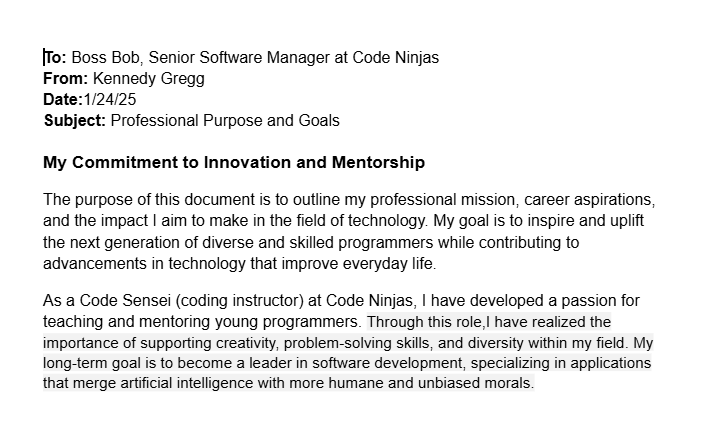 To: Boss Bob, Senior Software Manager at Code Ninjas
From: Kennedy Gregg
Date:1/24/25
Subject: Professional Purpose and Goals
My Commitment to Innovation and Mentorship
The purpose of this document is to outline my professional mission, career aspirations,
and the impact I aim to make in the field of technology. My goal is to inspire and uplift
the next generation of diverse and skilled programmers while contributing to
advancements in technology that improve everyday life.
As a Code Sensei (coding instructor) at Code Ninjas, I have developed a passion for
teaching and mentoring young programmers. Through this role,I have realized the
importance of supporting creativity, problem-solving skills, and diversity within my field. My
long-term goal is to become a leader in software development, specializing in applications
that merge artificial intelligence with more humane and unbiased morals.